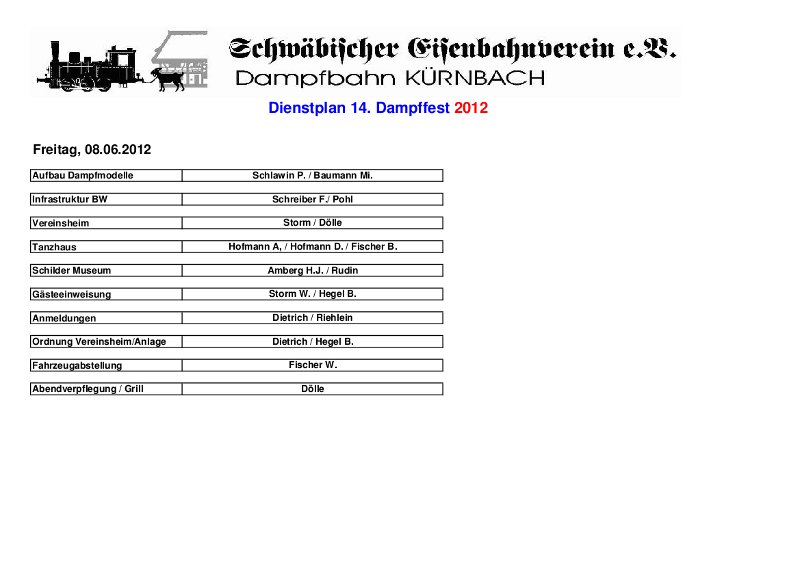 Schwäbischer Eisenbahnverein e.V.
Dampfbahn KÜRNBACH
Dienstplan 14. Dampffest 2012
Freitag, 08.06.2012
Aufbau Dampfmodelle Schlawin P. / Baumann Mi.
Infrastruktur BW Schreiber F./ Pohl
Vereinsheim Storm / Dölle
Tanzhaus Hofmann A, / Hofmann D. / Fischer B.
Schilder Museum Amberg H.J. / Rudin
Gästeeinweisung Storm W. / Hegel B.
Anmeldungen Dietrich / Riehlein
Ordnung Vereinsheim/Anlage Dietrich / Hegel B.
Fahrzeugabstellung Fischer W.
Abendverpflegung / Grill Dölle